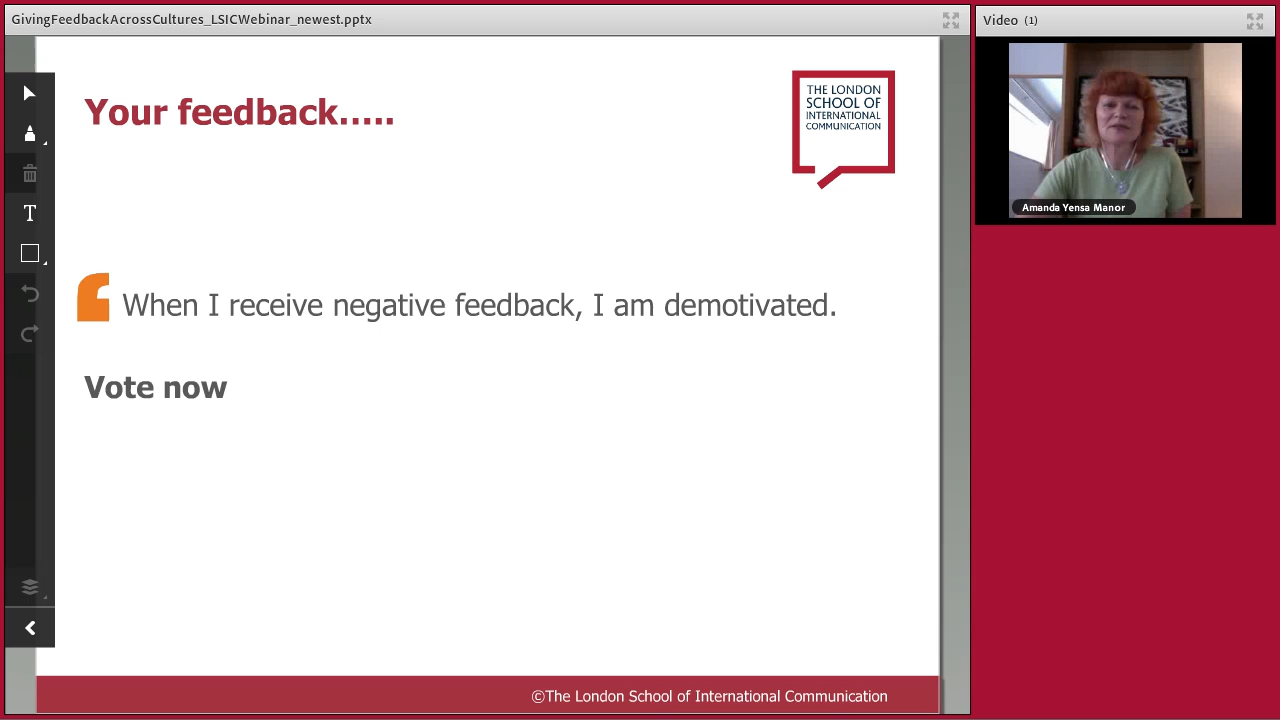 GivingFeedbackAcrossCultures_LSICWebinar_newest.pptx
Video (1)
Your feedback.....
THE LONDON
SCHOOL OF
INTERNATIONAL
COMMUNICATION
Amanda Yensa Manor
T
When I receive negative feedback, I am demotivated.
Vote now
©The London School of International Communication